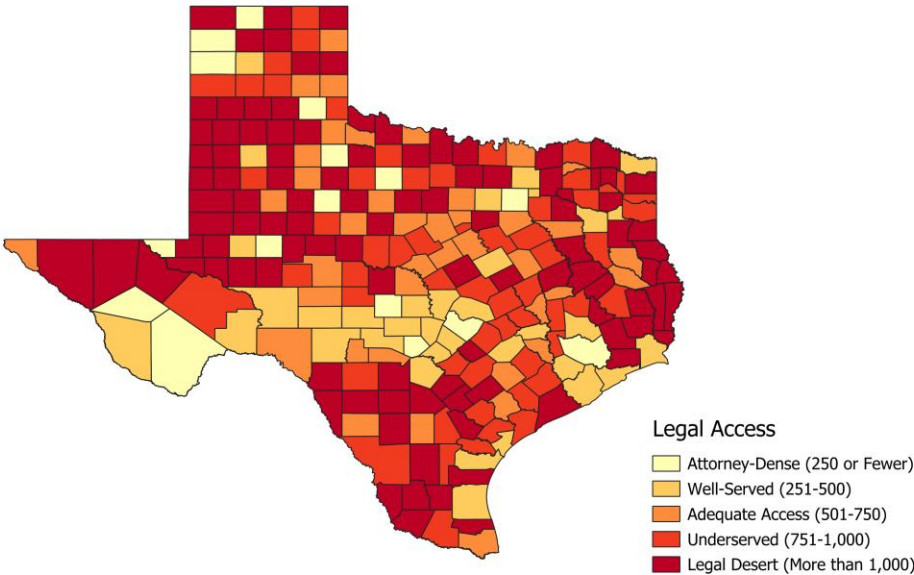 Legal Access
Attorney-Dense (250 or Fewer)
Well-Served (251-500)
Adequate Access (501-750)
Underserved (751-1,000)
Legal Desert (More than 1,000)